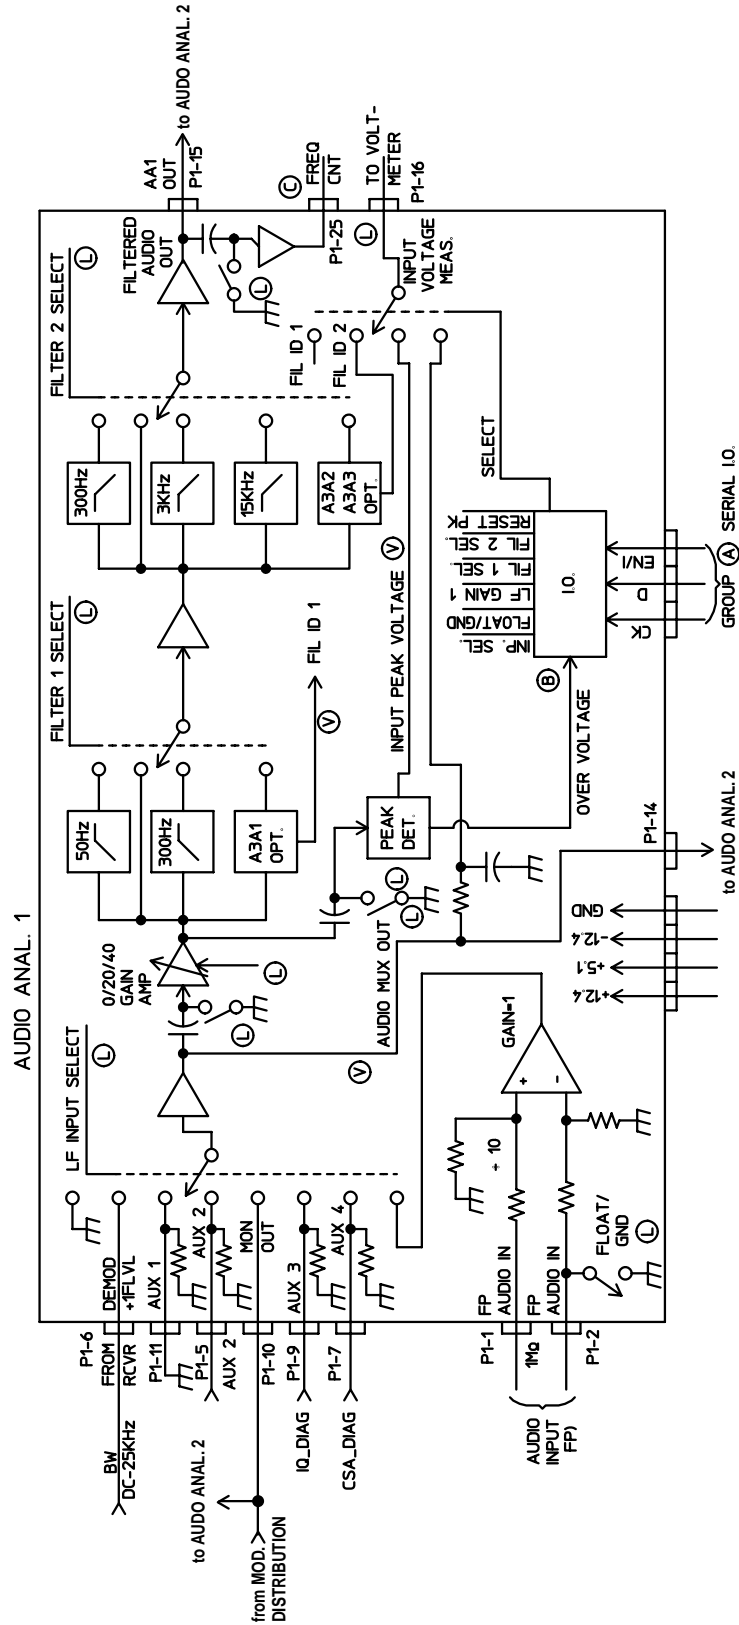 AUDIO ANAL. 1
LF INPUT SELECT
L
0/20/40
GAIN
AMP
L
L
50Hz
300Hz
A3A1
OPT.
FILTER 1 SELECT
L
FIL ID 1
V
300Hz
3KHz
15KHz
A3A2
A3A3
OPT.
FILTER 2 SELECT
L
FILTERED
AUDIO
OUT
L
AA1
OUT
P1-15
to AUDO ANAL. 2
C
FREQ
CNT
P1-25
TO VOLT-
METER
P1-16
L
INPUT
VOLTAGE
MEAS.
FIL ID 1
FIL ID 2
P1-6
FROM
RCVR
DEMOD
+1FLVL
BW
DC-25KHz
P1-11
AUX 1
P1-5
AUX 2
AUX 2
P1-10
MON
OUT
to AUDO ANAL. 2
from MOD.
DISTRIBUTION
P1-9
AUX 3
IQ_DIAG
P1-7
AUX 4
CSA_DIAG
V
AUDIO MUX OUT
L
L
PEAK
DET.
INPUT PEAK VOLTAGE
V
SELECT
INP. SEL.
FLOAT/GND
LF GAIN 1
FIL 1 SEL.
FIL 2 SEL.
RESET PK
I.O.
B
OVER VOLTAGE
CK
D
EN/I
GROUP A SERIAL I.O.
P1-14
to AUDO ANAL. 2
GND
-12.4
+5.1
+12.4
GAIN=1
+
-
÷ 10
FP
AUDIO IN
P1-1
1MΩ
FP
AUDIO IN
P1-2
FLOAT/
GND
L
AUDIO
INPUT
FP)